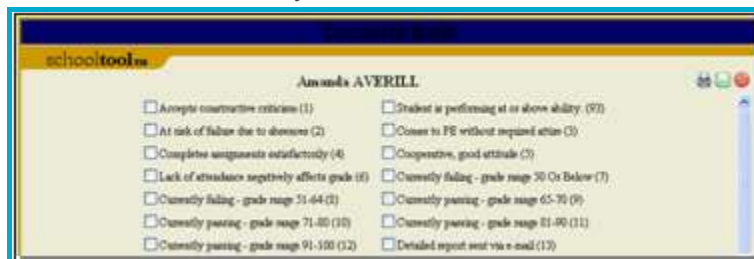 schooltool™
Amanda AVERILL
Accepts constructive criticism (1) Student is performing at or above ability. (93)
At risk of failure due to absences (2) Comes to PE without required attire (3)
Completes assignments satisfactorily (4) Cooperative, good attitude (5)
Lack of attendance negatively affects grade (6) Currently failing - grade range 50 Or Below (7)
Currently failing - grade range 51-64 (8) Currently passing - grade range 65-70 (9)
Currently passing - grade range 71-80 (10) Currently passing - grade range 81-90 (11)
Currently passing - grade range 91-100 (12) Detailed report sent via e-mail (13)